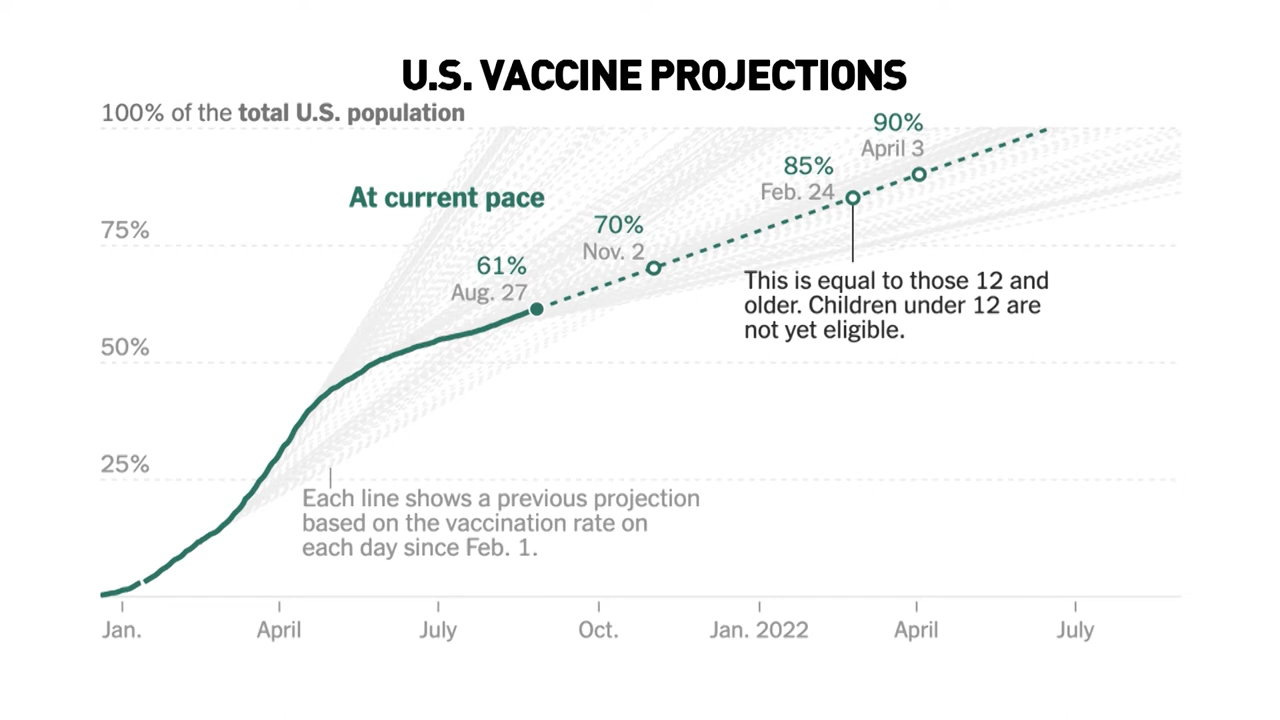 U.S. VACCINE PROJECTIONS
100% of the total U.S. population
90%
April 3
85%
Feb. 24
At current pace
75%
70%
Nov. 2
61%
Aug. 27
This is equal to those 12 and
older. Children under 12 are
not yet eligible.
50%
25%
Each line shows a previous projection
based on the vaccination rate on
each day since Feb. 1.
Jan.
April
July
Oct.
Jan. 2022
April
July